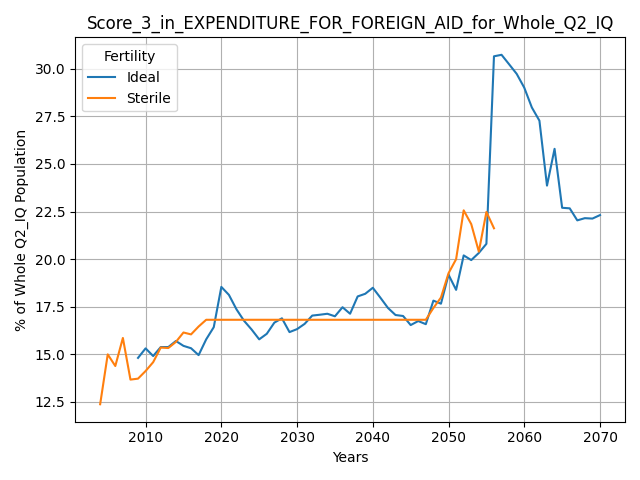 Score_3_in_EXPENDITURE_FOR_FOREIGN_AID_for_Whole_Q2_IQ
Fertility
Ideal
Sterile
% of Whole Q2_IQ Population
30.0
27.5
25.0
22.5
20.0
17.5
15.0
12.5
2010 2020 2030 2040 2050 2060 2070
Years